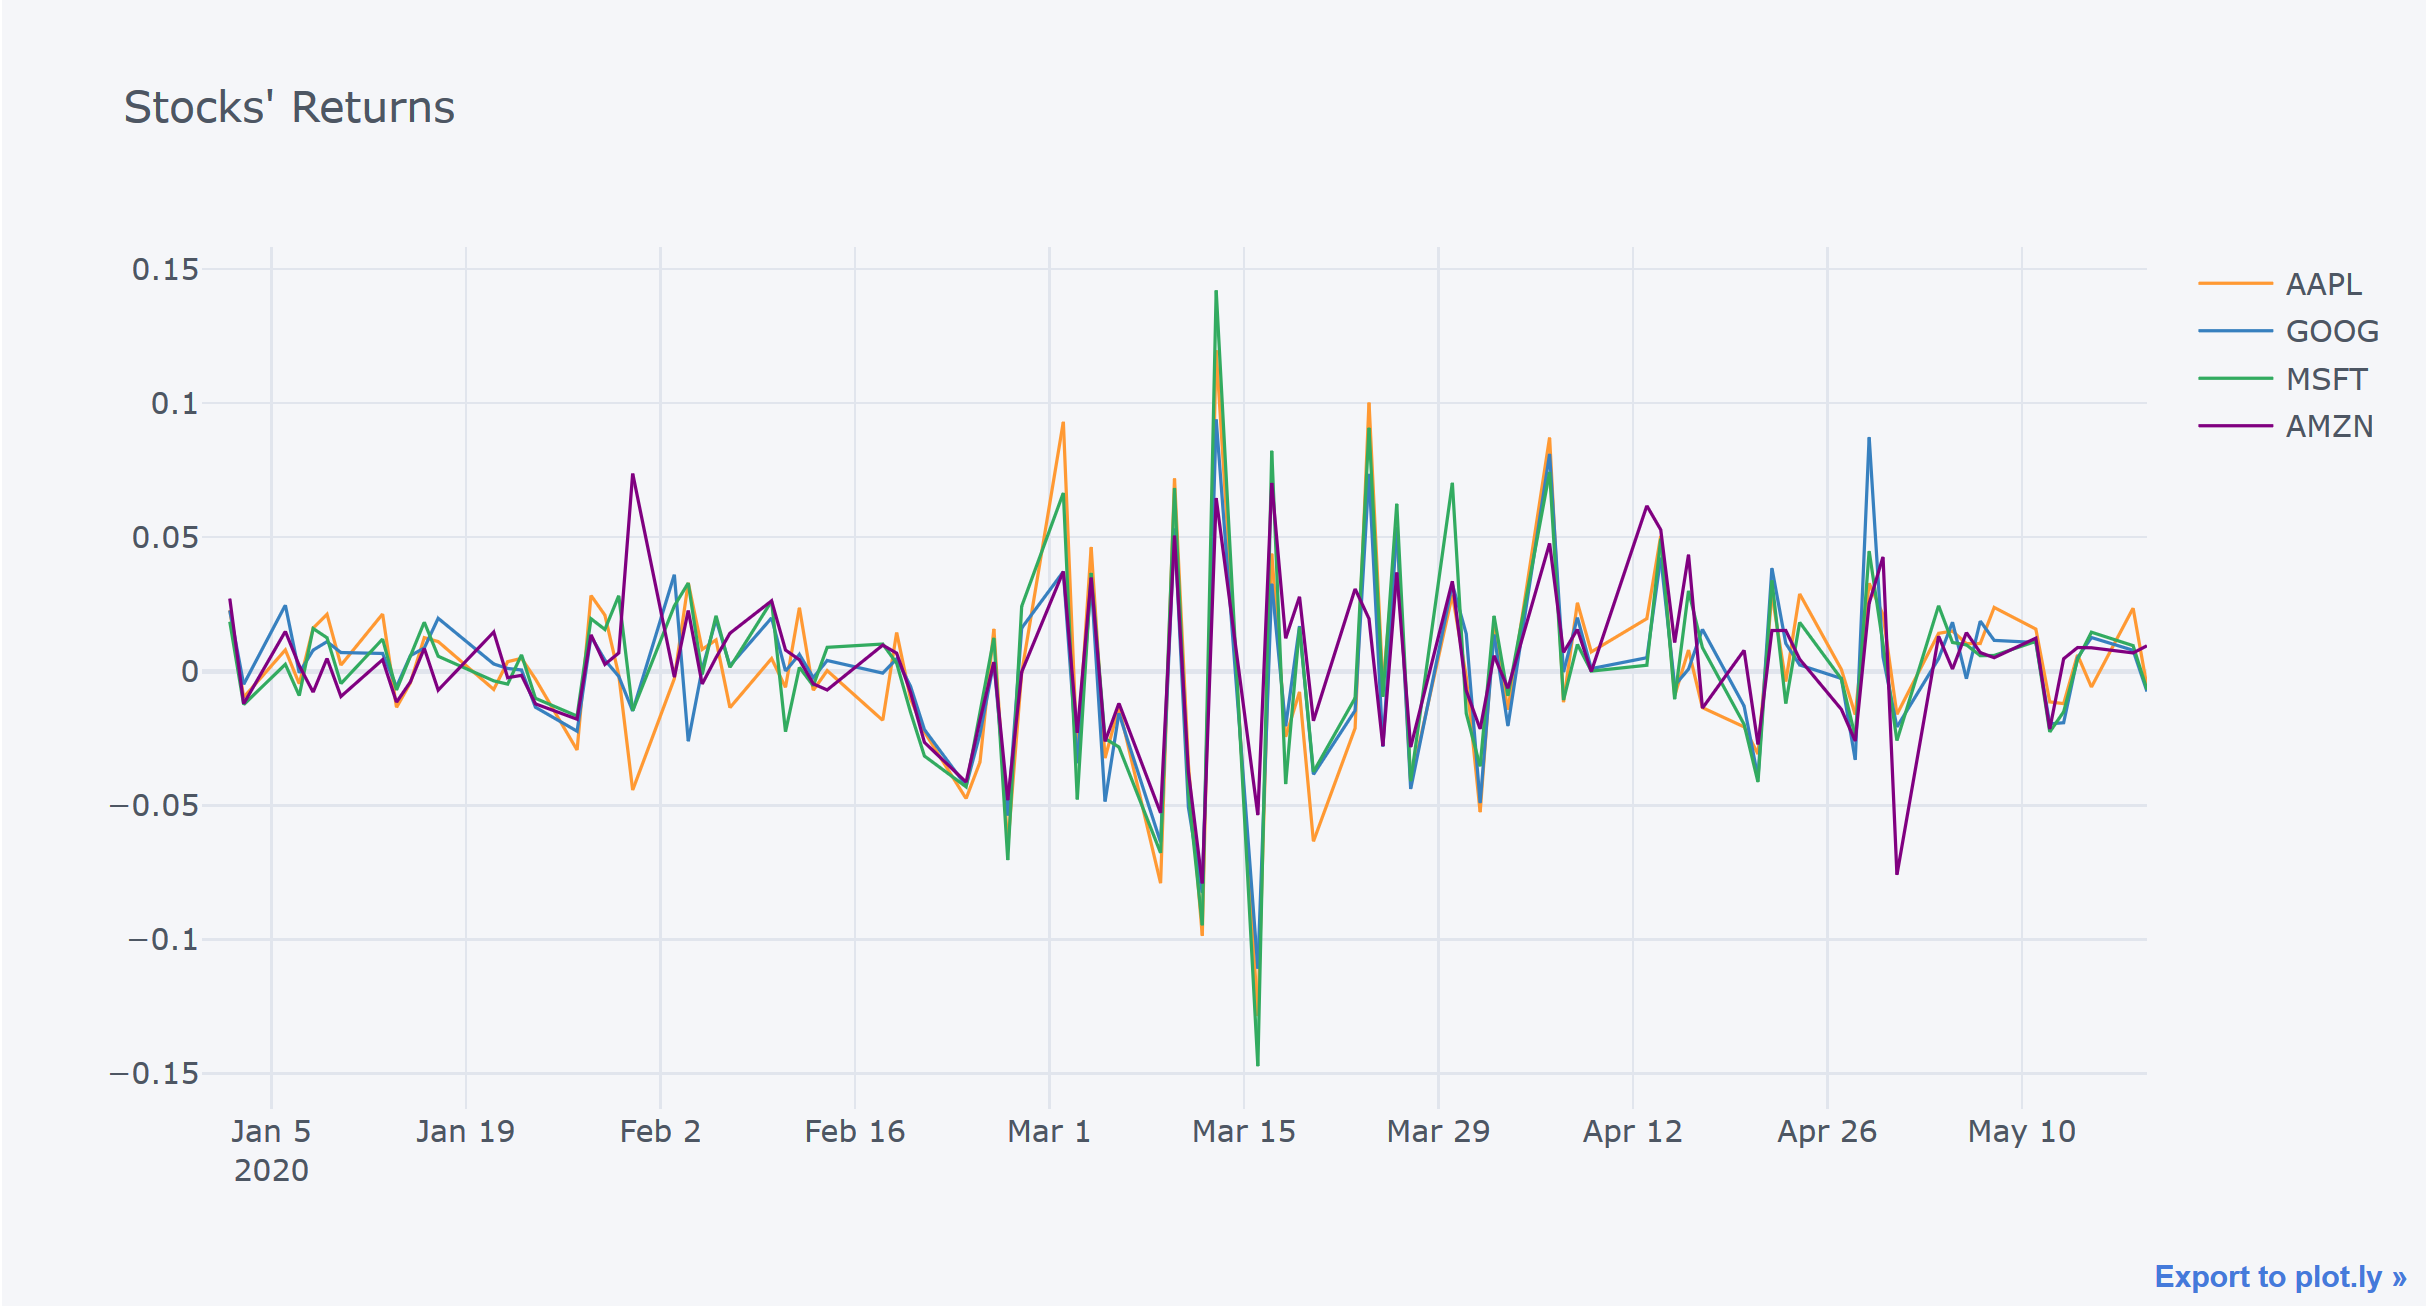 Stocks' Returns
0.15
0.1
0.05
0
−0.05
−0.1
−0.15
Jan 5
2020
Jan 19
Feb 2
Feb 16
Mar 1
Mar 15
Mar 29
Apr 12
Apr 26
May 10
AAPL
GOOG
MSFT
AMZN
Export to plot.ly »